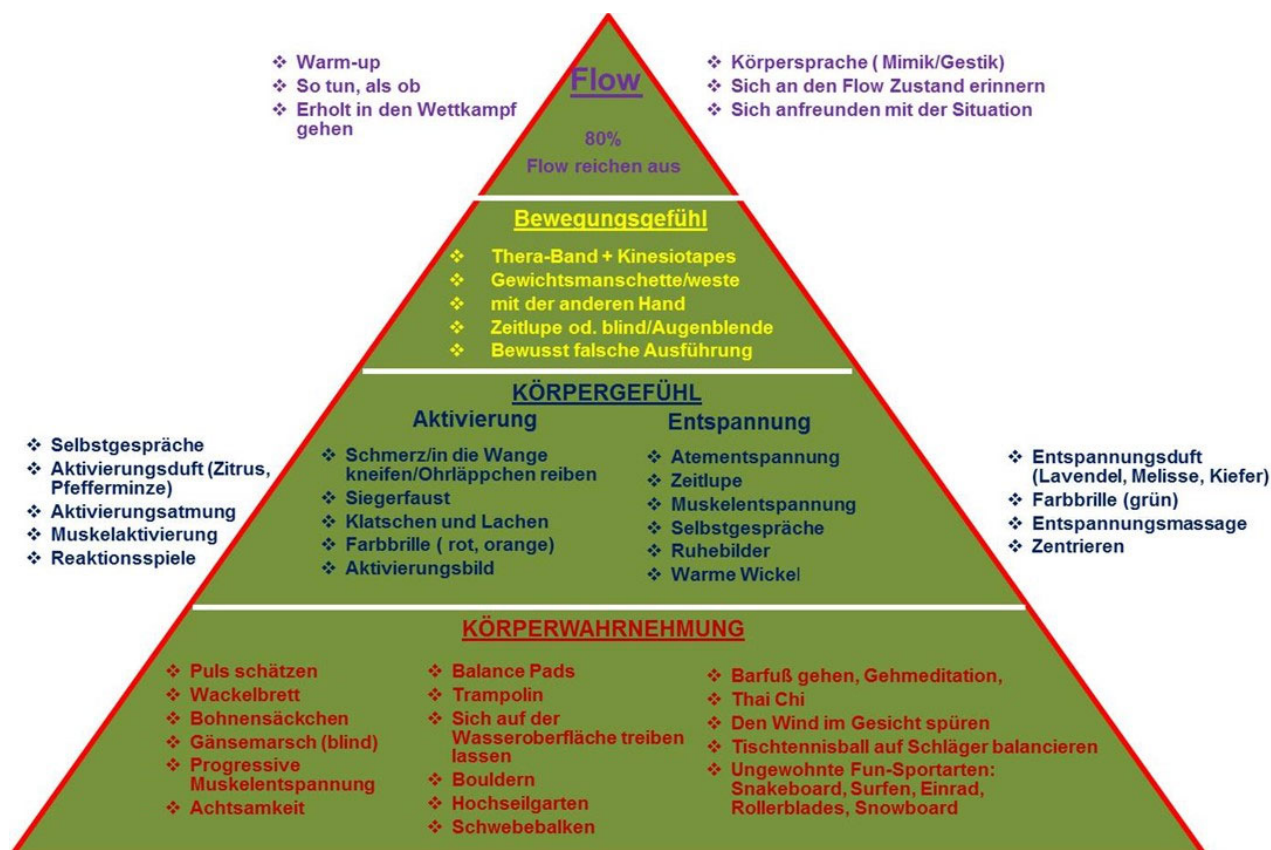 ❖ Warm-up
❖ So tun, als ob
❖ Erholt in den Wettkampf
gehen
Flow
80%
Flow reichen aus
❖ Körpersprache ( Mimik/Gestik)
❖ Sich an den Flow Zustand erinnern
❖ Sich anfreunden mit der Situation
Bewegungsgefühl
❖ Thera-Band + Kinesiotapes
❖ Gewichtsmanschette/weste
❖ mit der anderen Hand
❖ Zeitlupe od. blind/Augenblende
❖ Bewusst falsche Ausführung
KÖRPERGEFÜHL
❖ Selbstgespräche
❖ Aktivierungsduft (Zitrus,
Pfefferminze)
❖ Aktivierungsatmung
❖ Muskelaktivierung
❖ Reaktionsspiele
Aktivierung
❖ Schmerz/in die Wange
kneifen/Ohrläppchen reiben
❖ Siegerfaust
❖ Klatschen und Lachen
❖ Farbbrille ( rot, orange)
❖ Aktivierungsbild
Entspannung
❖ Atementspannung
❖ Zeitlupe
❖ Muskelentspannung
❖ Selbstgespräche
❖ Ruhebilder
❖ Warme Wickel
❖ Entspannungsduft
(Lavendel, Melisse, Kiefer)
❖ Farbbrille (grün)
❖ Entspannungsmassage
❖ Zentrieren
KÖRPERWAHRNEHMUNG
❖ Puls schätzen
❖ Wackelbrett
❖ Bohnensäckchen
❖ Gänsemarsch (blind)
❖ Progressive
Muskelentspannung
❖ Achtsamkeit
❖ Balance Pads
❖ Trampolin
❖ Sich auf der
Wasseroberfläche treiben
lassen
❖ Bouldern
❖ Hochseilgarten
❖ Schwebebalken
❖ Barfuß gehen, Gehmeditation,
❖ Thai Chi
❖ Den Wind im Gesicht spüren
❖ Tischtennisball auf Schläger balancieren
❖ Ungewohnte Fun-Sportarten:
Snakeboard, Surfen, Einrad,
Rollerblades, Snowboard